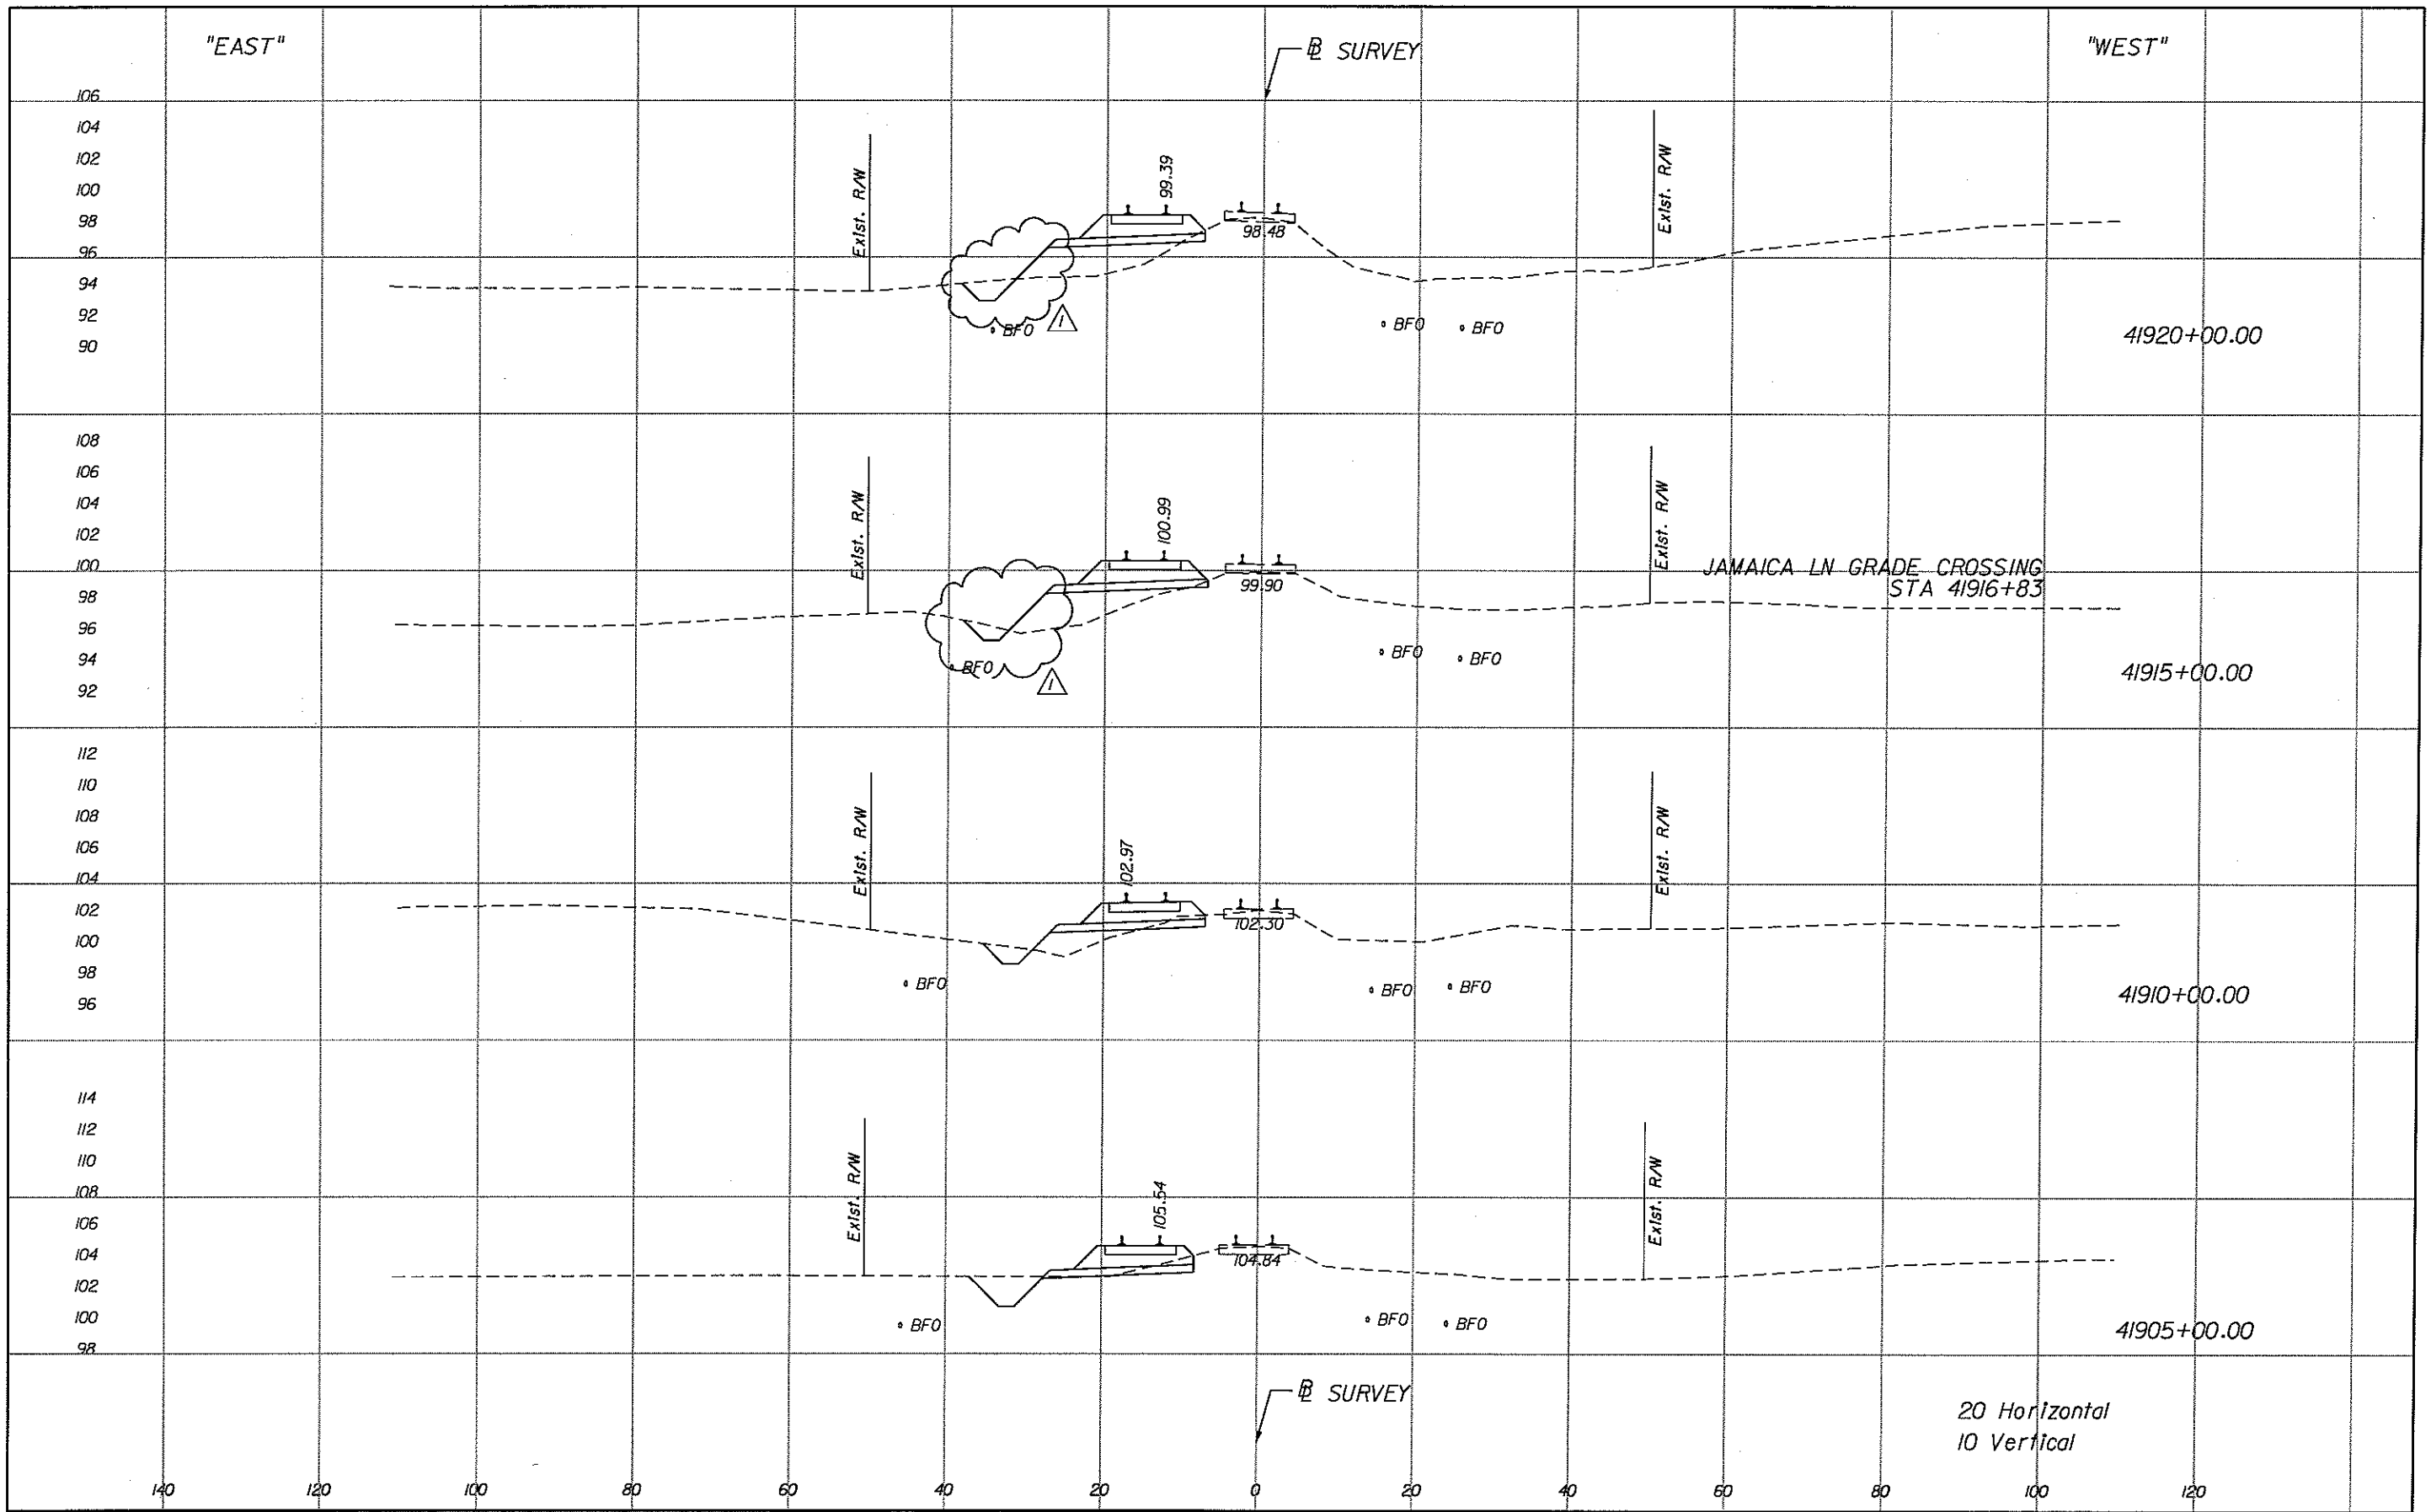 "EAST"
"WEST"
BL SURVEY
106
104
102
100
98
96
94
92
90
Exist. R/W
99.39
98.48
Exist. R/W
BFO
1
BFO
BFO
41920+00.00
108
106
104
102
100
98
96
94
92
Exist. R/W
100.99
99.90
Exist. R/W
JAMAICA LN GRADE CROSSING
STA 41916+83
BFO
1
BFO
BFO
41915+00.00
112
110
108
106
104
102
100
98
96
Exist. R/W
102.97
102.30
Exist. R/W
BFO
BFO
BFO
41910+00.00
114
112
110
108
106
104
102
100
98
Exist. R/W
105.54
104.84
Exist. R/W
BFO
BFO
BFO
41905+00.00
BL SURVEY
20 Horizontal
10 Vertical
140 120 100 80 60 40 20 0 20 40 60 80 100 120